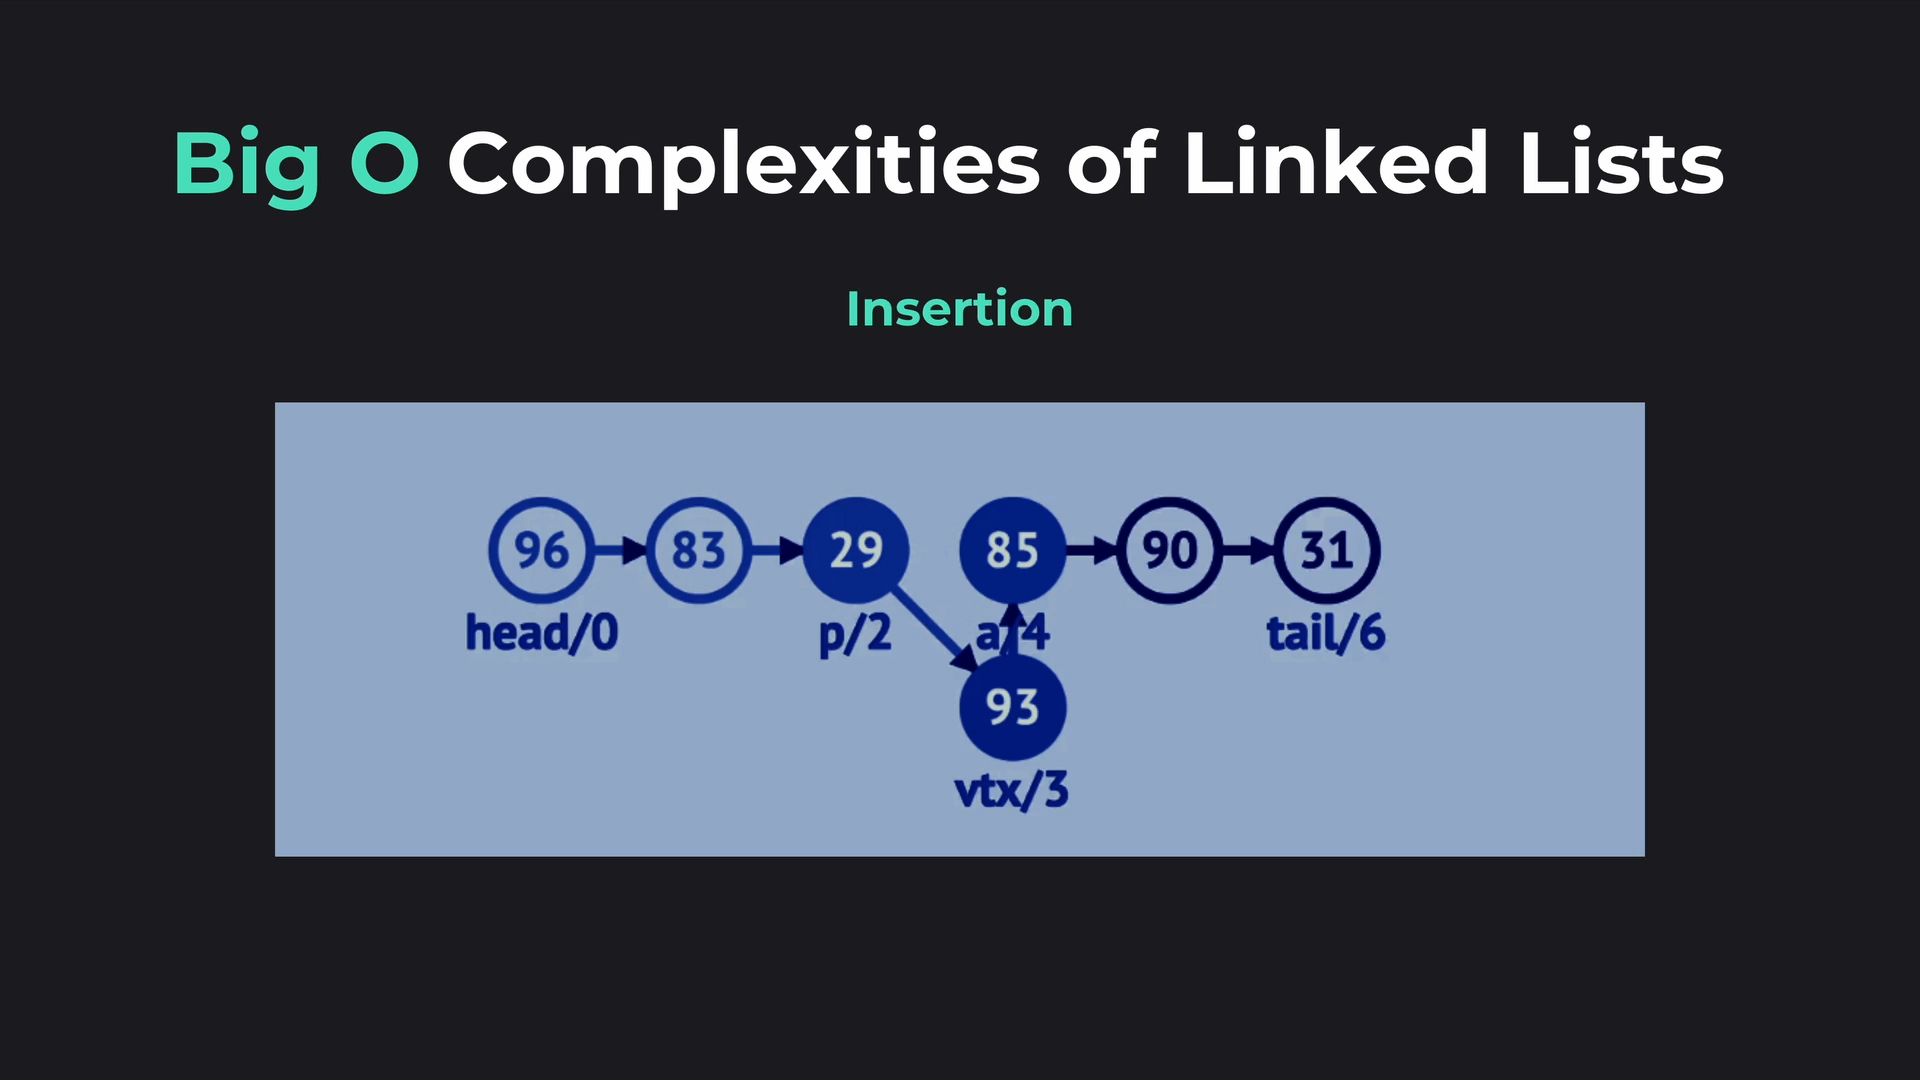 Big O Complexities of Linked Lists
Insertion
96 83 29 85 90 31
head/0 p/2 tail/6
93
vtx/3